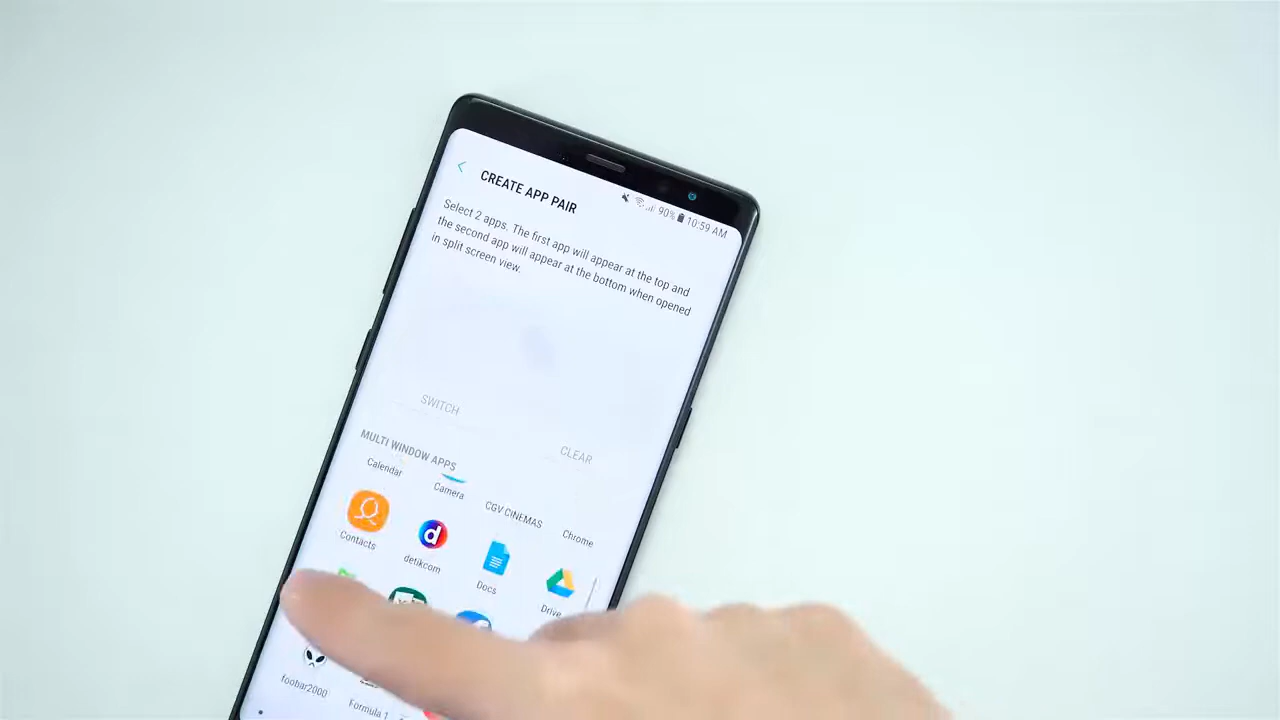 CREATE APP PAIR
90% 10:59 AM
Select 2 apps. The first app will appear at the top and
the second app will appear at the bottom when opened
in split screen view.
SWITCH
CLEAR
MULTI WINDOW APPS
Calendar
Camera
CGV CINEMAS
Chrome
Contacts
d
detikcom
Docs
Drive
foobar2000
Formula 1